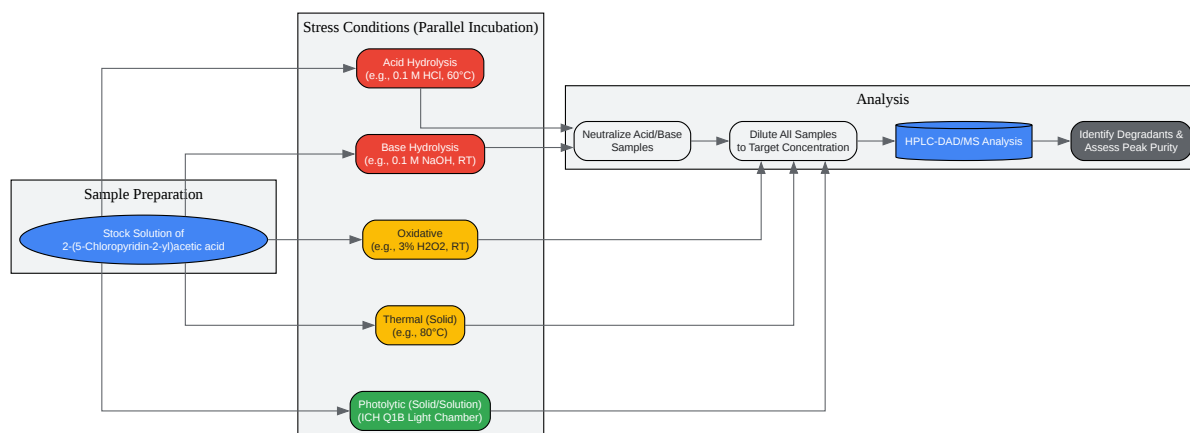 Stress Conditions (Parallel Incubation)
Acid Hydrolysis
(e.g., 0.1 M HCl, 60°C)
Base Hydrolysis
(e.g., 0.1 M NaOH, RT)
Sample Preparation
Stock Solution of
2-(5-Chloropyridin-2-yl)acetic acid
Oxidative
(e.g., 3% H2O2, RT)
Thermal (Solid)
(e.g., 80°C)
Photolytic (Solid/Solution)
(ICH Q1B Light Chamber)
Analysis
Neutralize Acid/Base
Samples
Dilute All Samples
to Target Concentration
HPLC-DAD/MS Analysis
Identify Degradants &
Assess Peak Purity